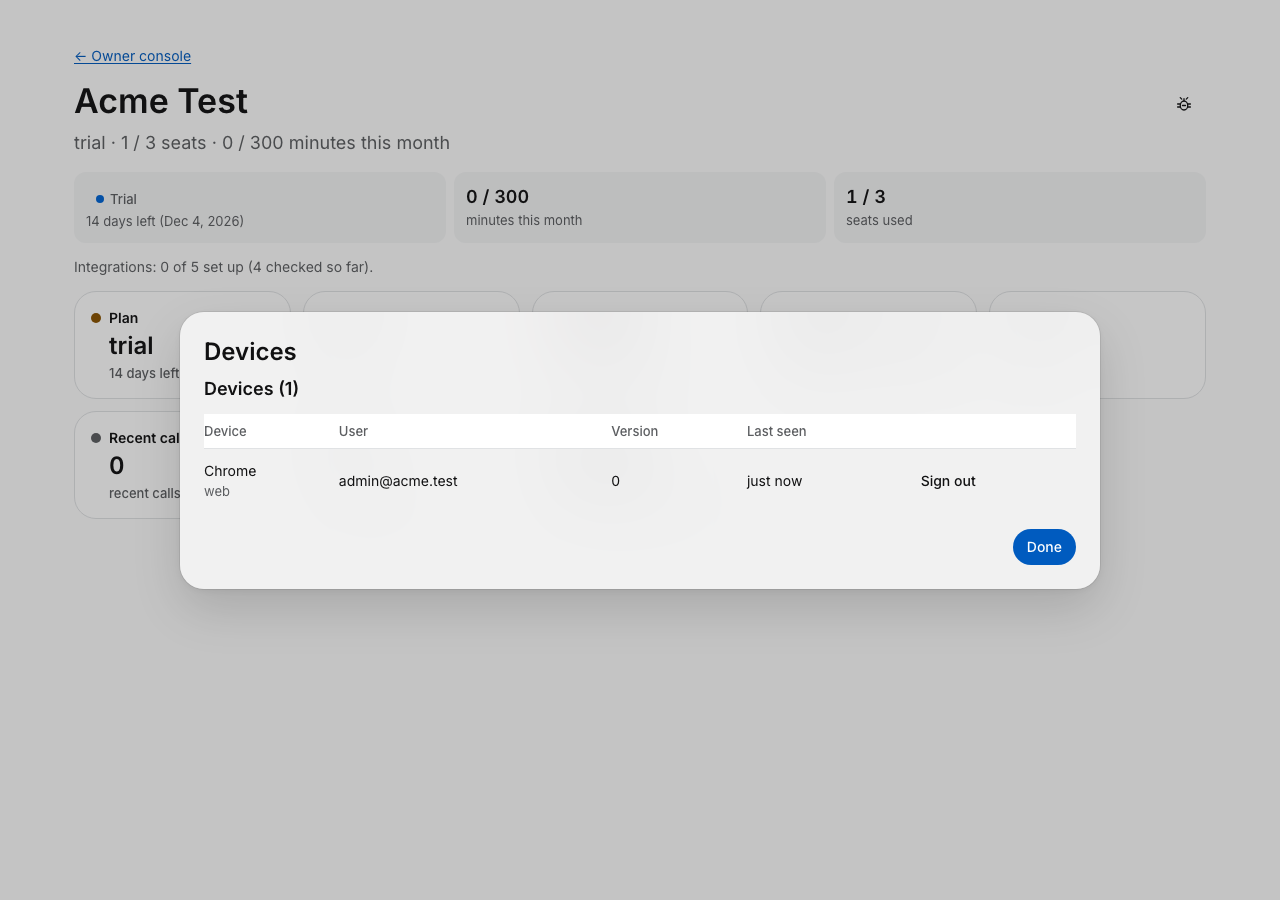 ← Owner console
Acme Test
trial · 1 / 3 seats · 0 / 300 minutes this month
Trial
14 days left (Dec 4, 2026)
0 / 300
minutes this month
1 / 3
seats used
Integrations: 0 of 5 set up (4 checked so far).
Plan
trial
14 days left
Recent cal
0
recent calls
Devices
Devices (1)
Device User Version Last seen
Chrome
web
admin@acme.test 0 just now Sign out
Done